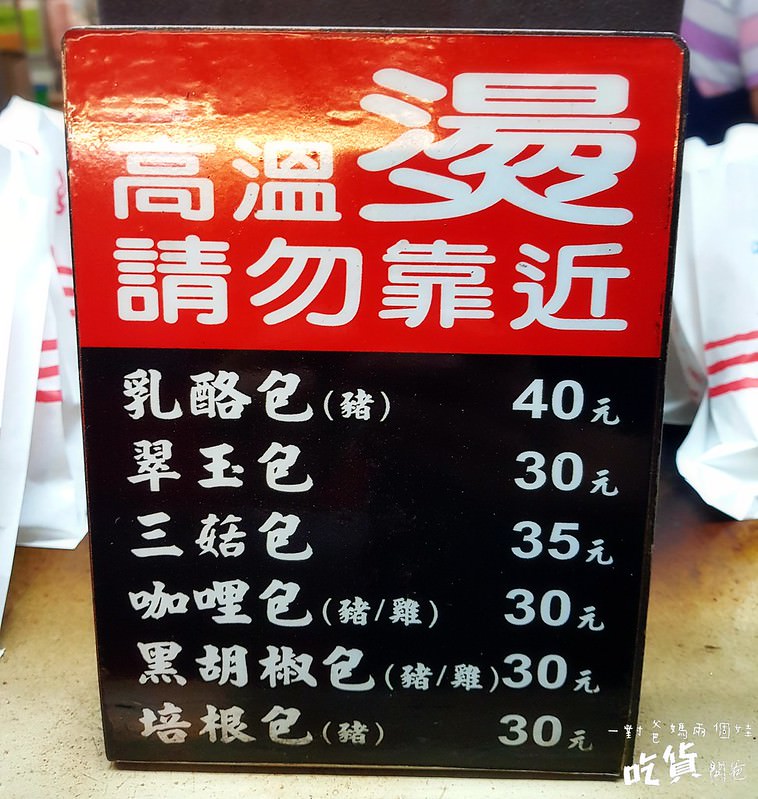 高溫燙
請勿靠近
乳酪包(豬) 40元
翠玉包 30元
三菇包 35元
咖哩包(豬/雞) 30元
黑胡椒包(豬/雞)30元
培根包(豬) 30元
一對爸媽兩個娃
吃貨